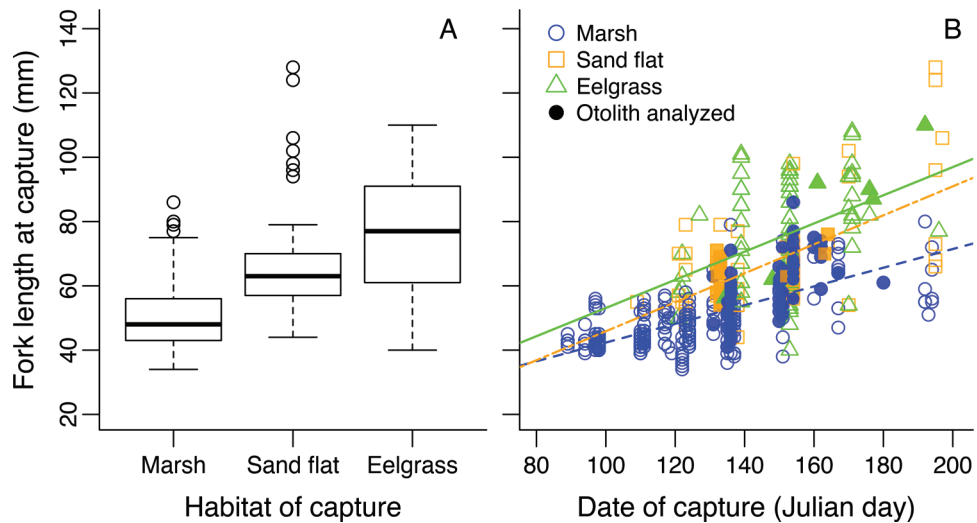 A
140
120
100
80
60
40
20
Fork length at capture (mm)
Marsh Sand flat Eelgrass
Habitat of capture
B
Marsh
Sand flat
Eelgrass
Otolith analyzed
80 100 120 140 160 180 200
Date of capture (Julian day)